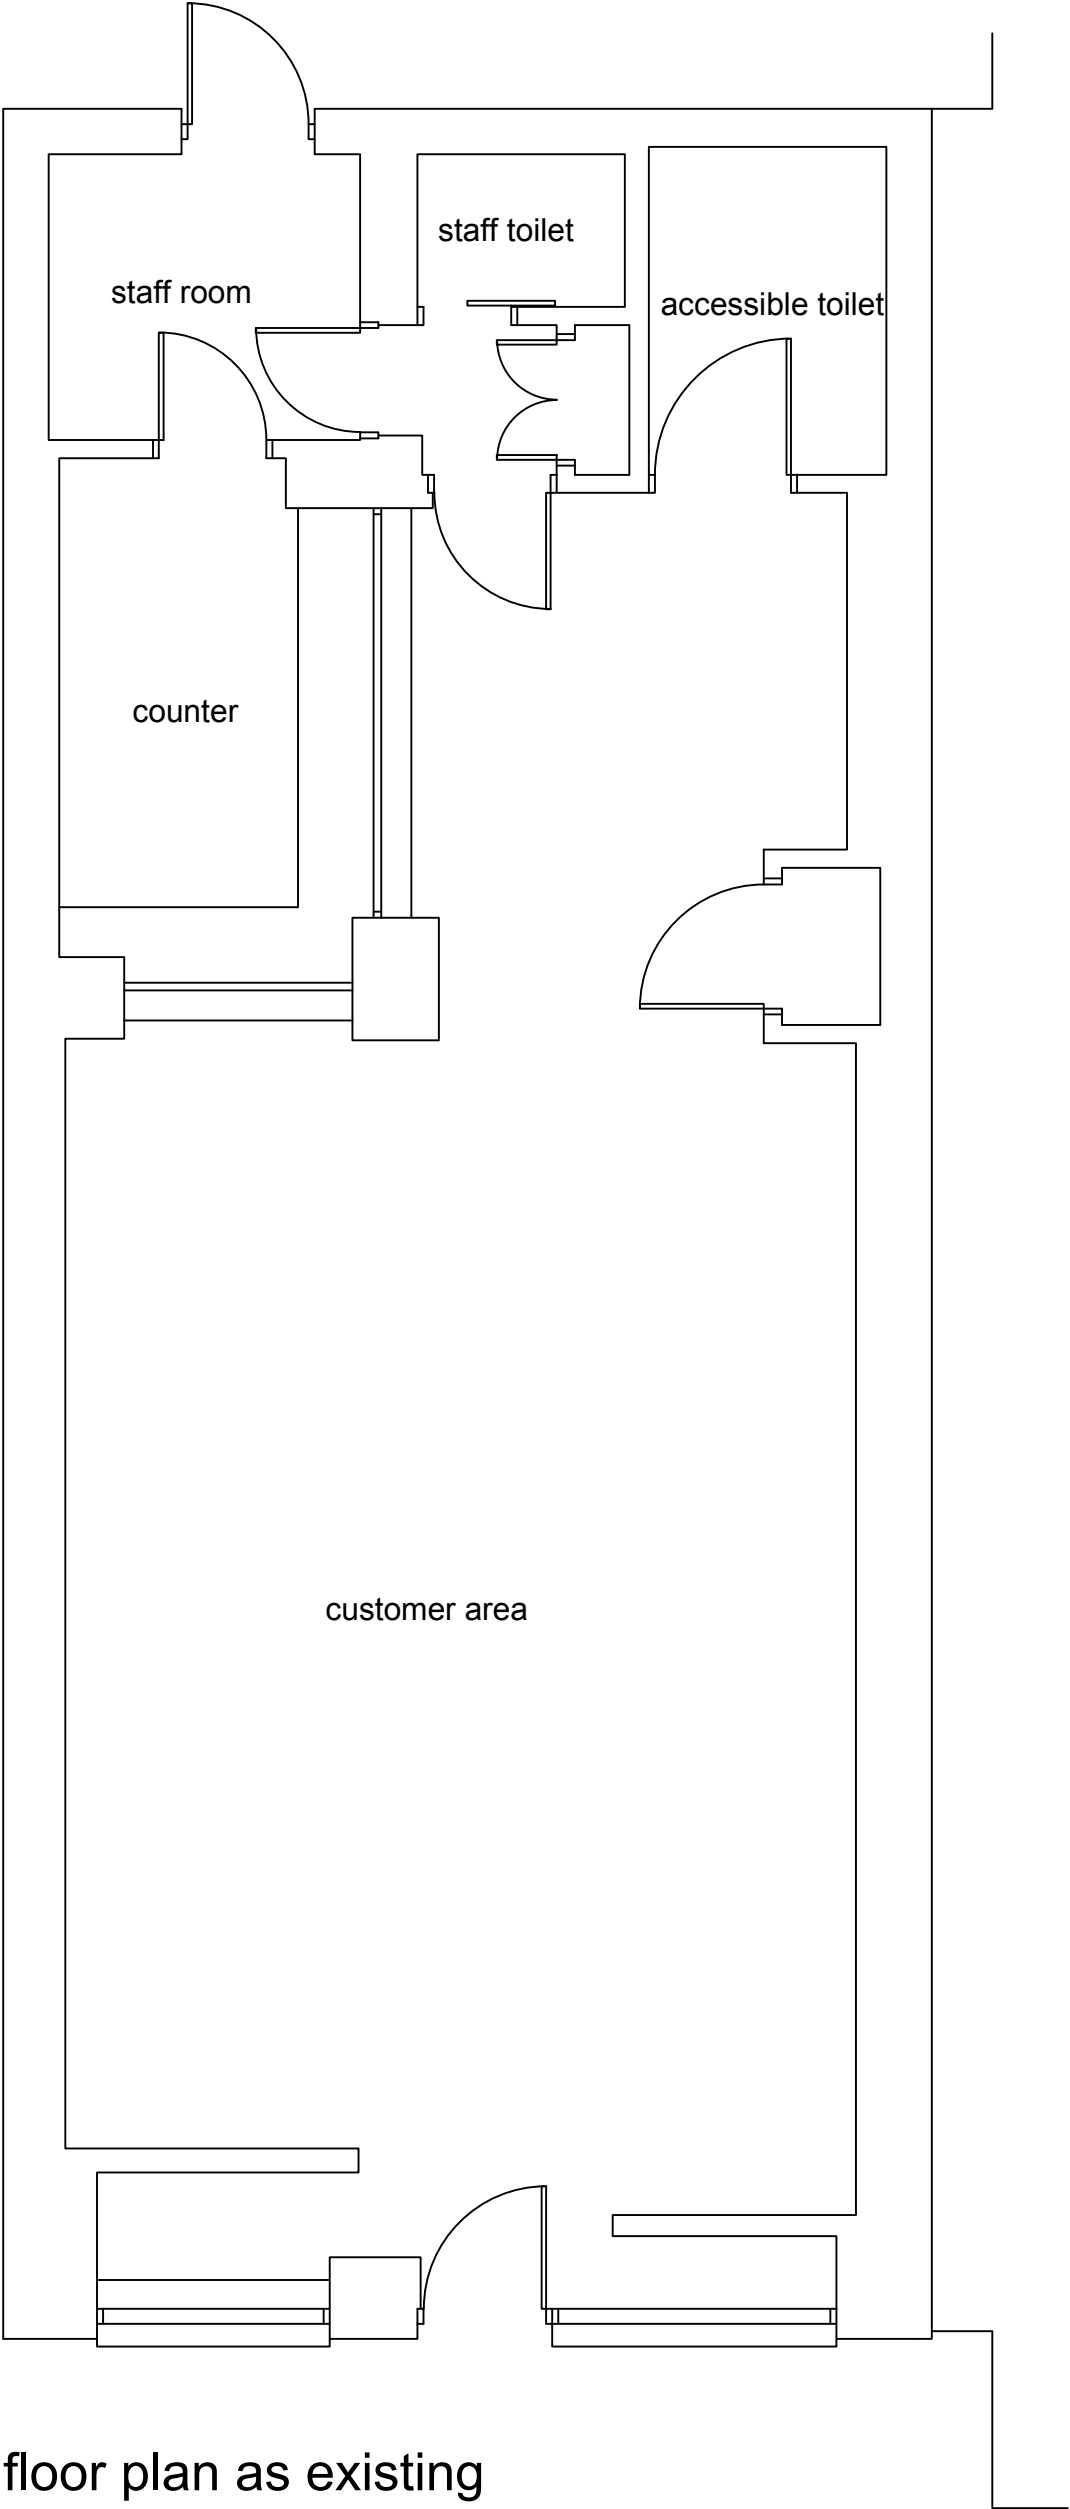 staff toilet
staff room
accessible toilet
counter
customer area
floor plan as existing